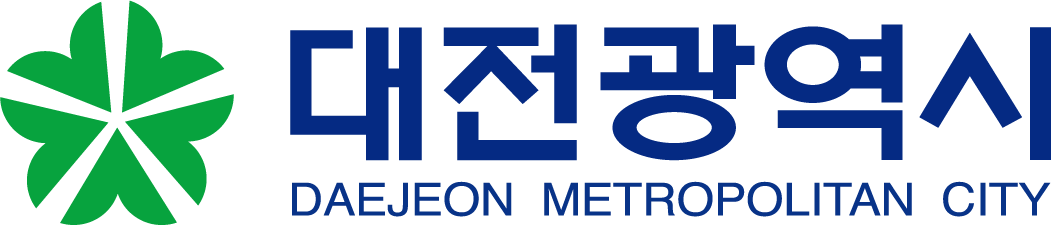 대전광역시
DAEJEON METROPOLITAN CITY